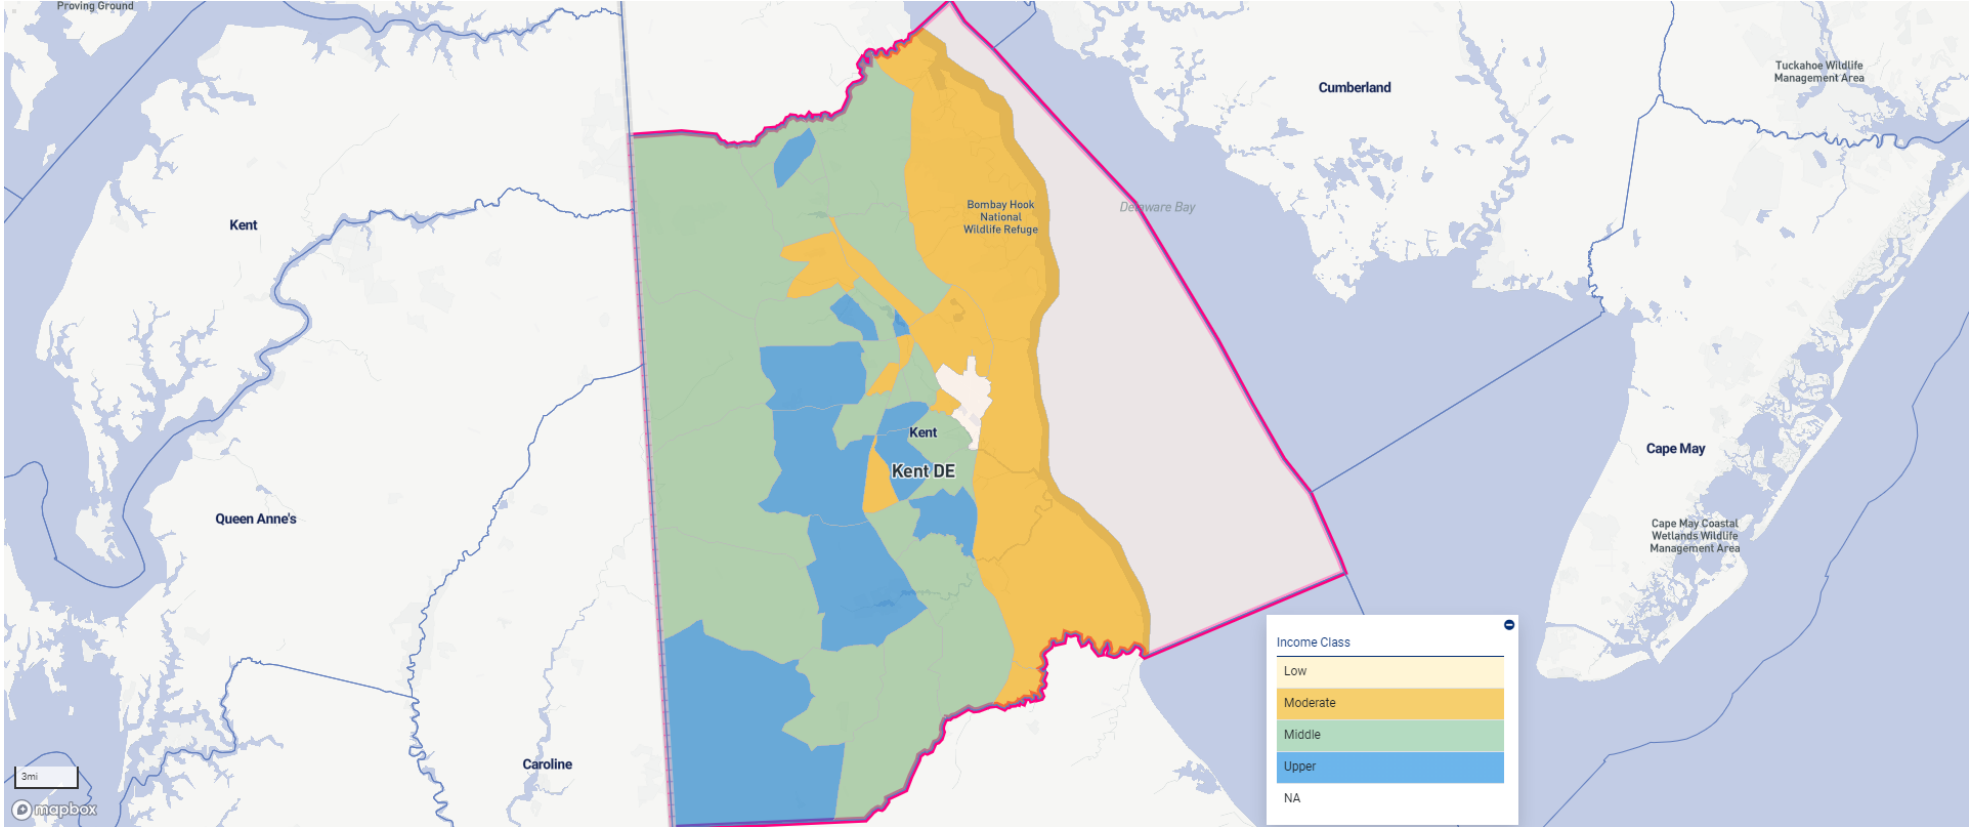 Proving Ground
Tuckahoe Wildlife
Management Area
Cumberland
Bombay Hook
National
Wildlife Refuge
Delaware Bay
Kent
Kent
Kent DE
Cape May
Queen Anne's
Cape May Coastal
Wetlands Wildlife
Management Area
Caroline
3mi
mapbox
Income Class
Low
Moderate
Middle
Upper
NA